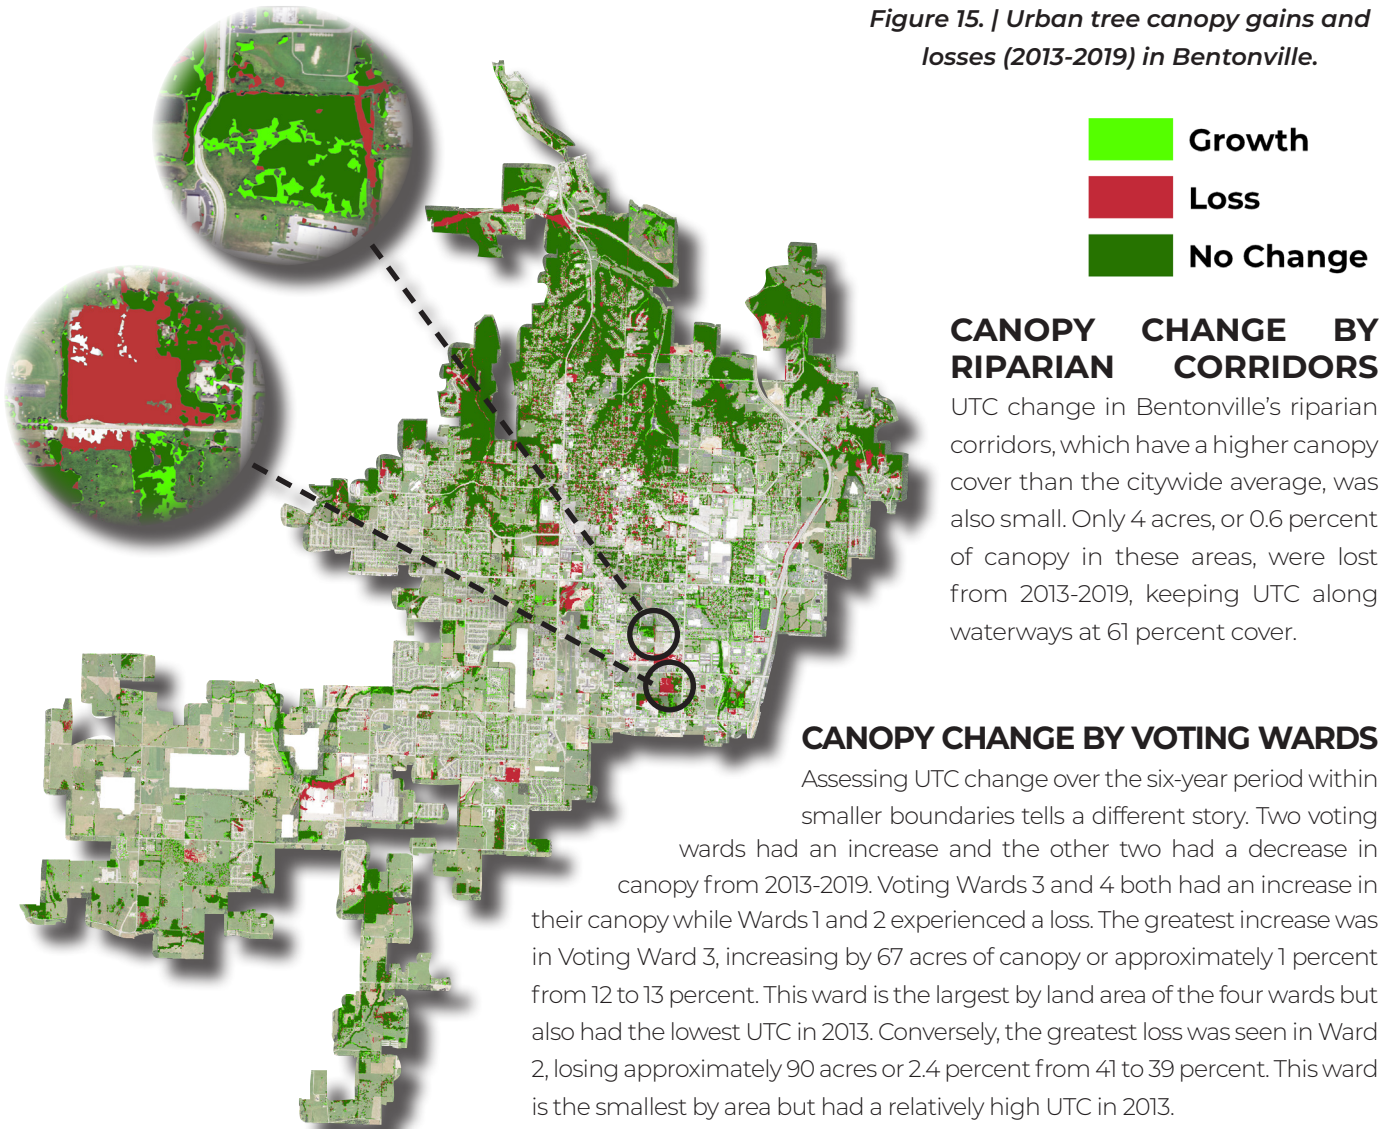 Figure 15. | Urban tree canopy gains and
losses (2013-2019) in Bentonville.
Growth
Loss
No Change
CANOPY CHANGE BY
RIPARIAN CORRIDORS
UTC change in Bentonville’s riparian
corridors, which have a higher canopy
cover than the citywide average, was
also small. Only 4 acres, or 0.6 percent
of canopy in these areas, were lost
from 2013-2019, keeping UTC along
waterways at 61 percent cover.
CANOPY CHANGE BY VOTING WARDS
Assessing UTC change over the six-year period within
smaller boundaries tells a different story. Two voting
wards had an increase and the other two had a decrease in
canopy from 2013-2019. Voting Wards 3 and 4 both had an increase in
their canopy while Wards 1 and 2 experienced a loss. The greatest increase was
in Voting Ward 3, increasing by 67 acres of canopy or approximately 1 percent
from 12 to 13 percent. This ward is the largest by land area of the four wards but
also had the lowest UTC in 2013. Conversely, the greatest loss was seen in Ward
2, losing approximately 90 acres or 2.4 percent from 41 to 39 percent. This ward
is the smallest by area but had a relatively high UTC in 2013.